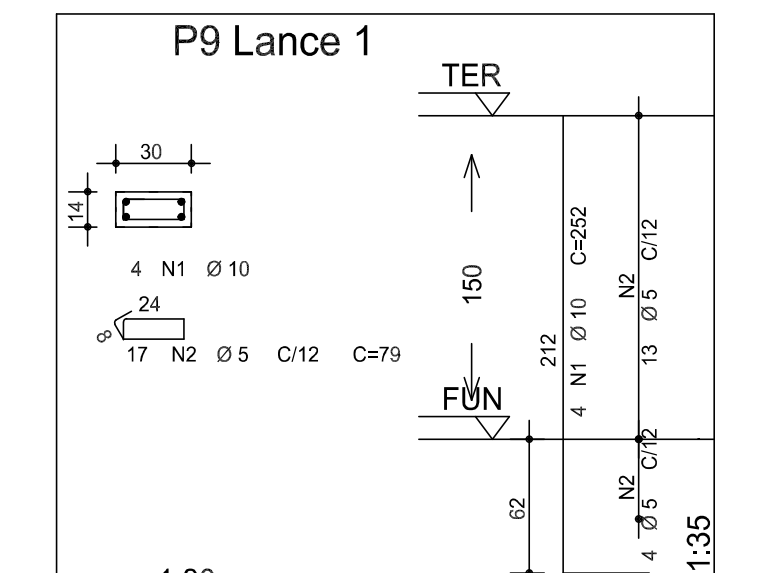 P9 Lance 1
TER
30
14
4 N1 Ø 10
24
8
17 N2 Ø 5 C/12 C=79
150
212
4 N1 Ø 10 C=252
13 N2 Ø 5 C/12
FUN
62
4 N2 Ø 5 C/12
1:35